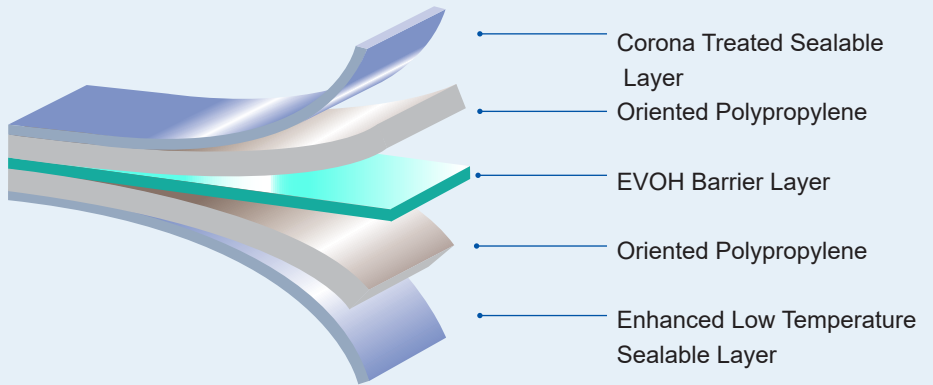 Corona Treated Sealable
Layer
Oriented Polypropylene
EVOH Barrier Layer
Oriented Polypropylene
Enhanced Low Temperature
Sealable Layer